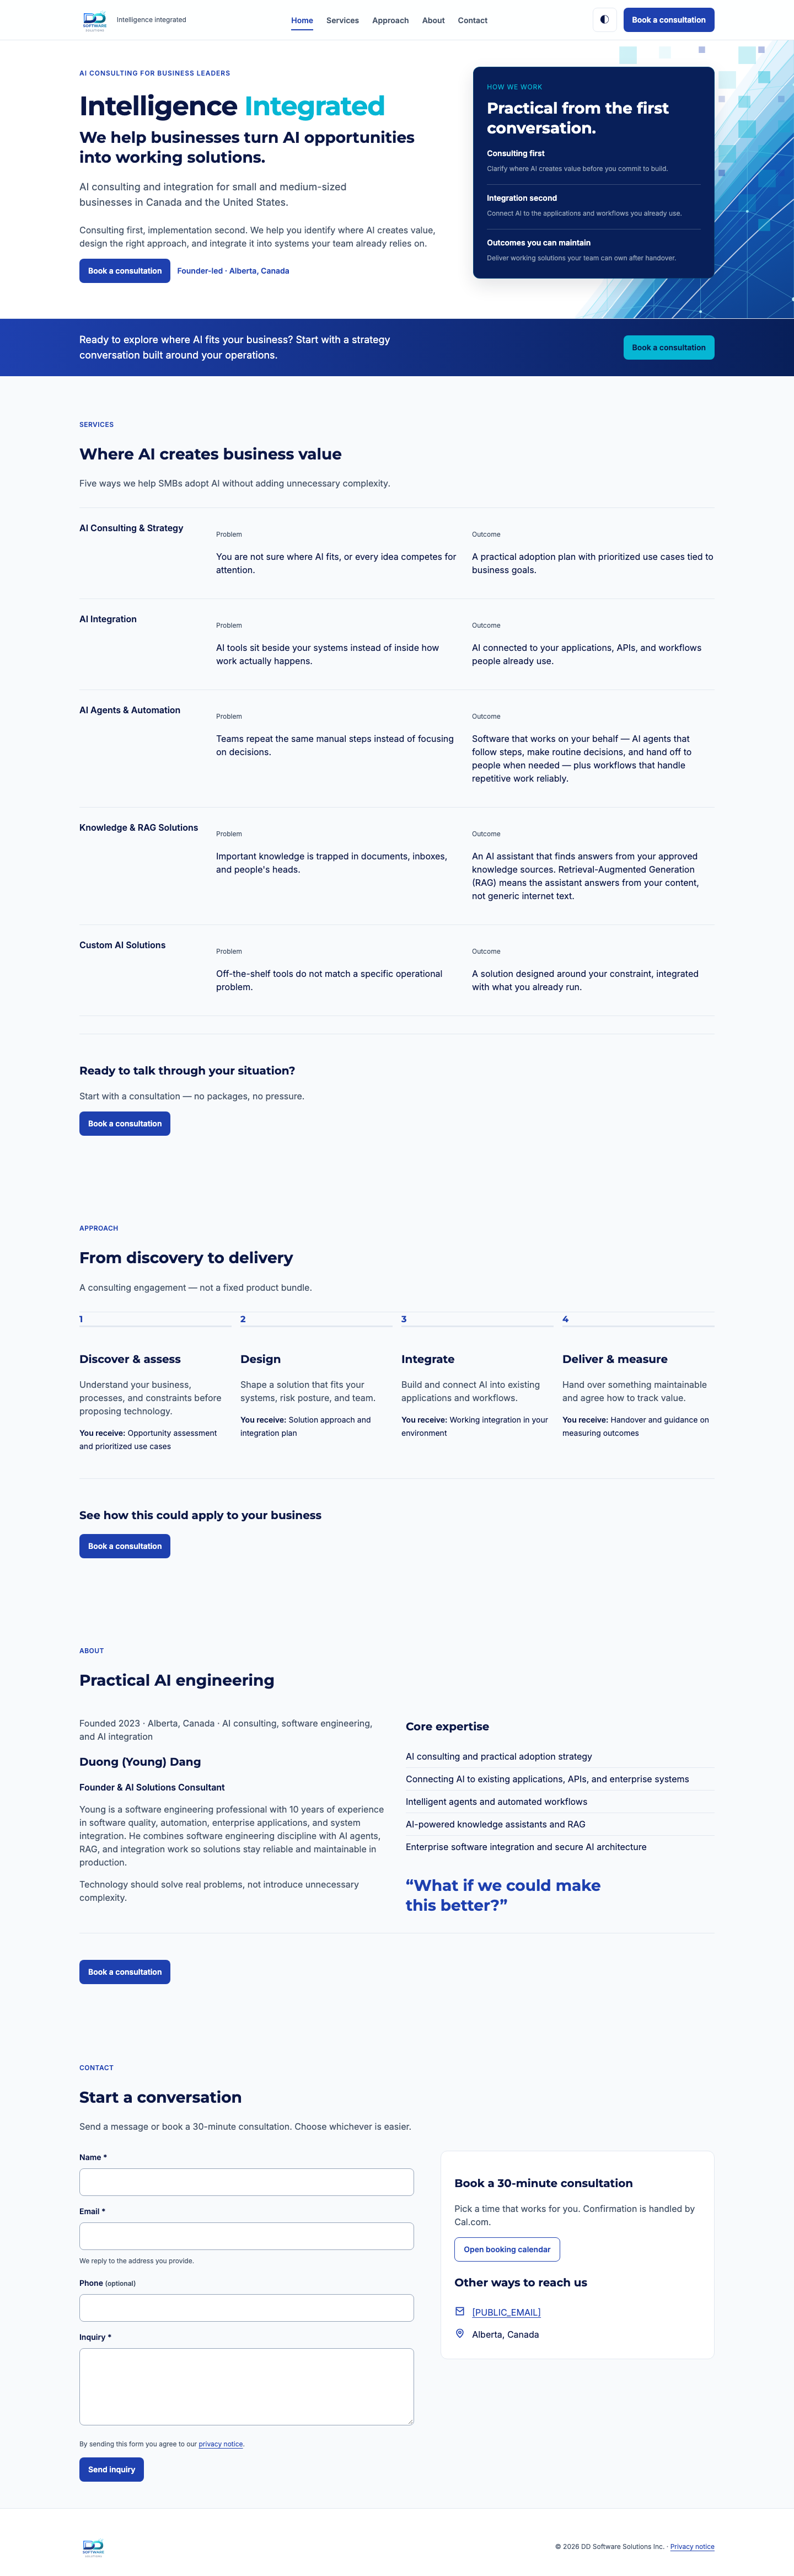 DD
SOFTWARE
SOLUTIONS
Intelligence integrated
Home
Services
Approach
About
Contact
Book a consultation
AI CONSULTING FOR BUSINESS LEADERS
Intelligence Integrated
We help businesses turn AI opportunities
into working solutions.
AI consulting and integration for small and medium-sized
businesses in Canada and the United States.
Consulting first, implementation second. We help you identify where AI creates value,
design the right approach, and integrate it into systems your team already relies on.
Book a consultation
Founder-led · Alberta, Canada
HOW WE WORK
Practical from the first
conversation.
Consulting first
Clarify where AI creates value before you commit to build.
Integration second
Connect AI to the applications and workflows you already use.
Outcomes you can maintain
Deliver working solutions your team can own after handover.
Ready to explore where AI fits your business? Start with a strategy
conversation built around your operations.
Book a consultation
SERVICES
Where AI creates business value
Five ways we help SMBs adopt AI without adding unnecessary complexity.
AI Consulting & Strategy
Problem
You are not sure where AI fits, or every idea competes for
attention.
Outcome
A practical adoption plan with prioritized use cases tied to
business goals.
AI Integration
Problem
AI tools sit beside your systems instead of inside how
work actually happens.
Outcome
AI connected to your applications, APIs, and workflows
people already use.
AI Agents & Automation
Problem
Teams repeat the same manual steps instead of focusing
on decisions.
Outcome
Software that works on your behalf — AI agents that
follow steps, make routine decisions, and hand off to
people when needed — plus workflows that handle
repetitive work reliably.
Knowledge & RAG Solutions
Problem
Important knowledge is trapped in documents, inboxes,
and people's heads.
Outcome
An AI assistant that finds answers from your approved
knowledge sources. Retrieval-Augmented Generation
(RAG) means the assistant answers from your content,
not generic internet text.
Custom AI Solutions
Problem
Off-the-shelf tools do not match a specific operational
problem.
Outcome
A solution designed around your constraint, integrated
with what you already run.
Ready to talk through your situation?
Start with a consultation — no packages, no pressure.
Book a consultation
APPROACH
From discovery to delivery
A consulting engagement — not a fixed product bundle.
1
Discover & assess
Understand your business,
processes, and constraints before
proposing technology.
You receive: Opportunity assessment
and prioritized use cases
2
Design
Shape a solution that fits your
systems, risk posture, and team.
You receive: Solution approach and
integration plan
3
Integrate
Build and connect AI into existing
applications and workflows.
You receive: Working integration in your
environment
4
Deliver & measure
Hand over something maintainable
and agree how to track value.
You receive: Handover and guidance on
measuring outcomes
See how this could apply to your business
Book a consultation
ABOUT
Practical AI engineering
Founded 2023 · Alberta, Canada · AI consulting, software engineering,
and AI integration
Duong (Young) Dang
Founder & AI Solutions Consultant
Young is a software engineering professional with 10 years of experience
in software quality, automation, enterprise applications, and system
integration. He combines software engineering discipline with AI agents,
RAG, and integration work so solutions stay reliable and maintainable in
production.
Technology should solve real problems, not introduce unnecessary
complexity.
Core expertise
AI consulting and practical adoption strategy
Connecting AI to existing applications, APIs, and enterprise systems
Intelligent agents and automated workflows
AI-powered knowledge assistants and RAG
Enterprise software integration and secure AI architecture
“What if we could make
this better?”
Book a consultation
CONTACT
Start a conversation
Send a message or book a 30-minute consultation. Choose whichever is easier.
Name *
Email *
We reply to the address you provide.
Phone (optional)
Inquiry *
By sending this form you agree to our privacy notice.
Send inquiry
Book a 30-minute consultation
Pick a time that works for you. Confirmation is handled by
Cal.com.
Open booking calendar
Other ways to reach us
[PUBLIC_EMAIL]
Alberta, Canada
DD
SOFTWARE
SOLUTIONS
© 2026 DD Software Solutions Inc. · Privacy notice